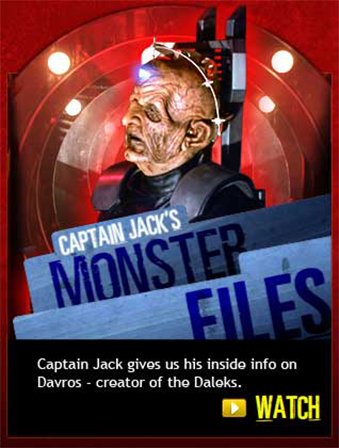 CAPTAIN JACK'S
MONSTER
FILES
Captain Jack gives us his inside info on
Davros - creator of the Daleks.
WATCH